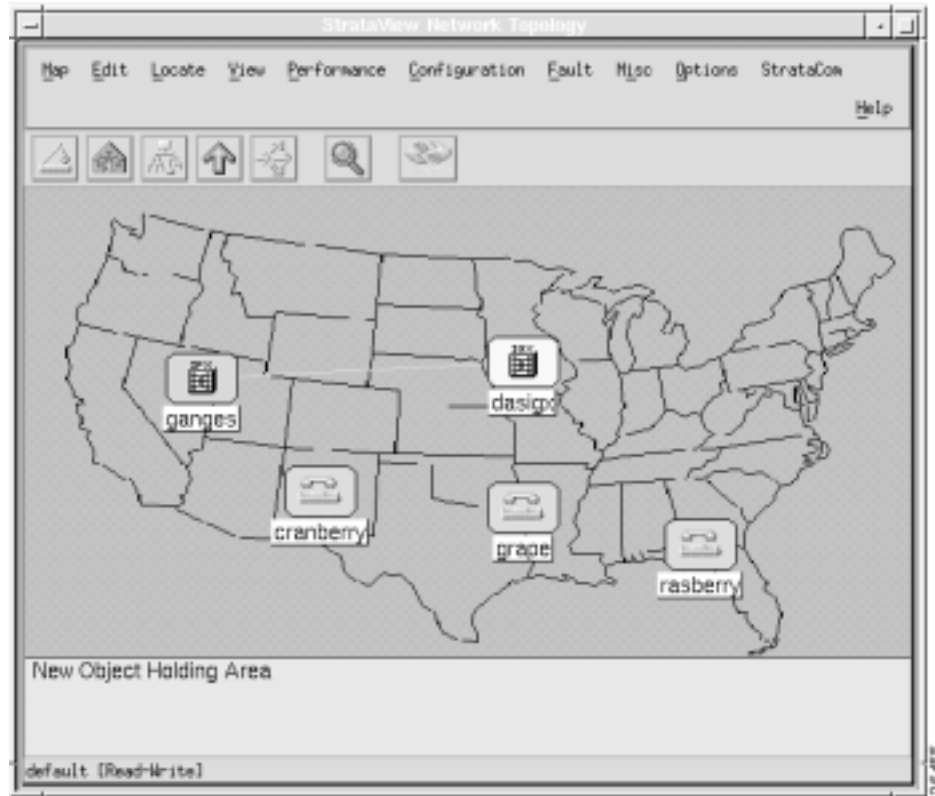 StrataView Network Topology
Map Edit Locate View Performance Configuration Fault Misc Options StrataCom
Help
ganges
dasigx
cranberry
grape
rasberry
New Object Holding Area
default [Read-Write]